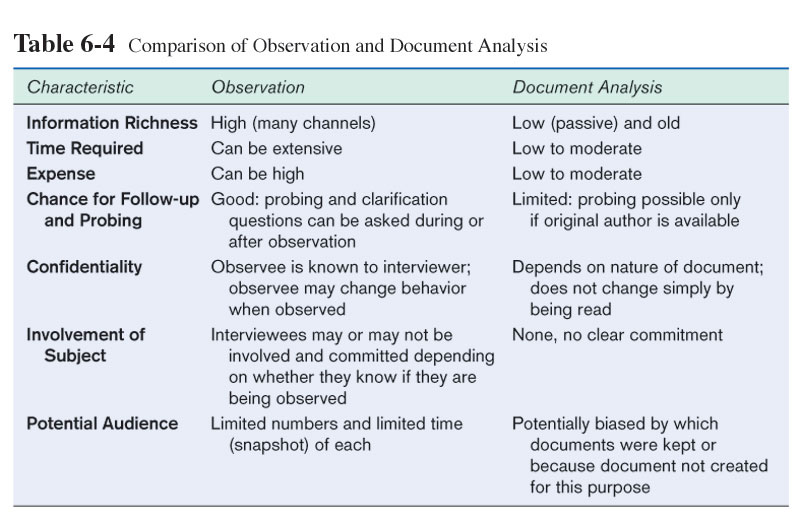 Table 6-4 Comparison of Observation and Document Analysis
Characteristic Observation Document Analysis
Information Richness High (many channels) Low (passive) and old
Time Required Can be extensive Low to moderate
Expense Can be high Low to moderate
Chance for Follow-up Good: probing and clarification Limited: probing possible only
and Probing questions can be asked during or if original author is available
after observation
Confidentiality Observee is known to interviewer; Depends on nature of document;
observee may change behavior does not change simply by
when observed being read
Involvement of Interviewees may or may not be None, no clear commitment
Subject involved and committed depending
on whether they know if they are
being observed
Potential Audience Limited numbers and limited time Potentially biased by which
(snapshot) of each documents were kept or
because document not created
for this purpose